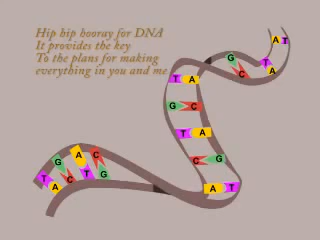 Hip hip hooray for DNA
It provides the key
To the plans for making
everything in you and me
A T
G
T
C
A
T A
G C
T A
C G
A T
A C
G
T C T G
A